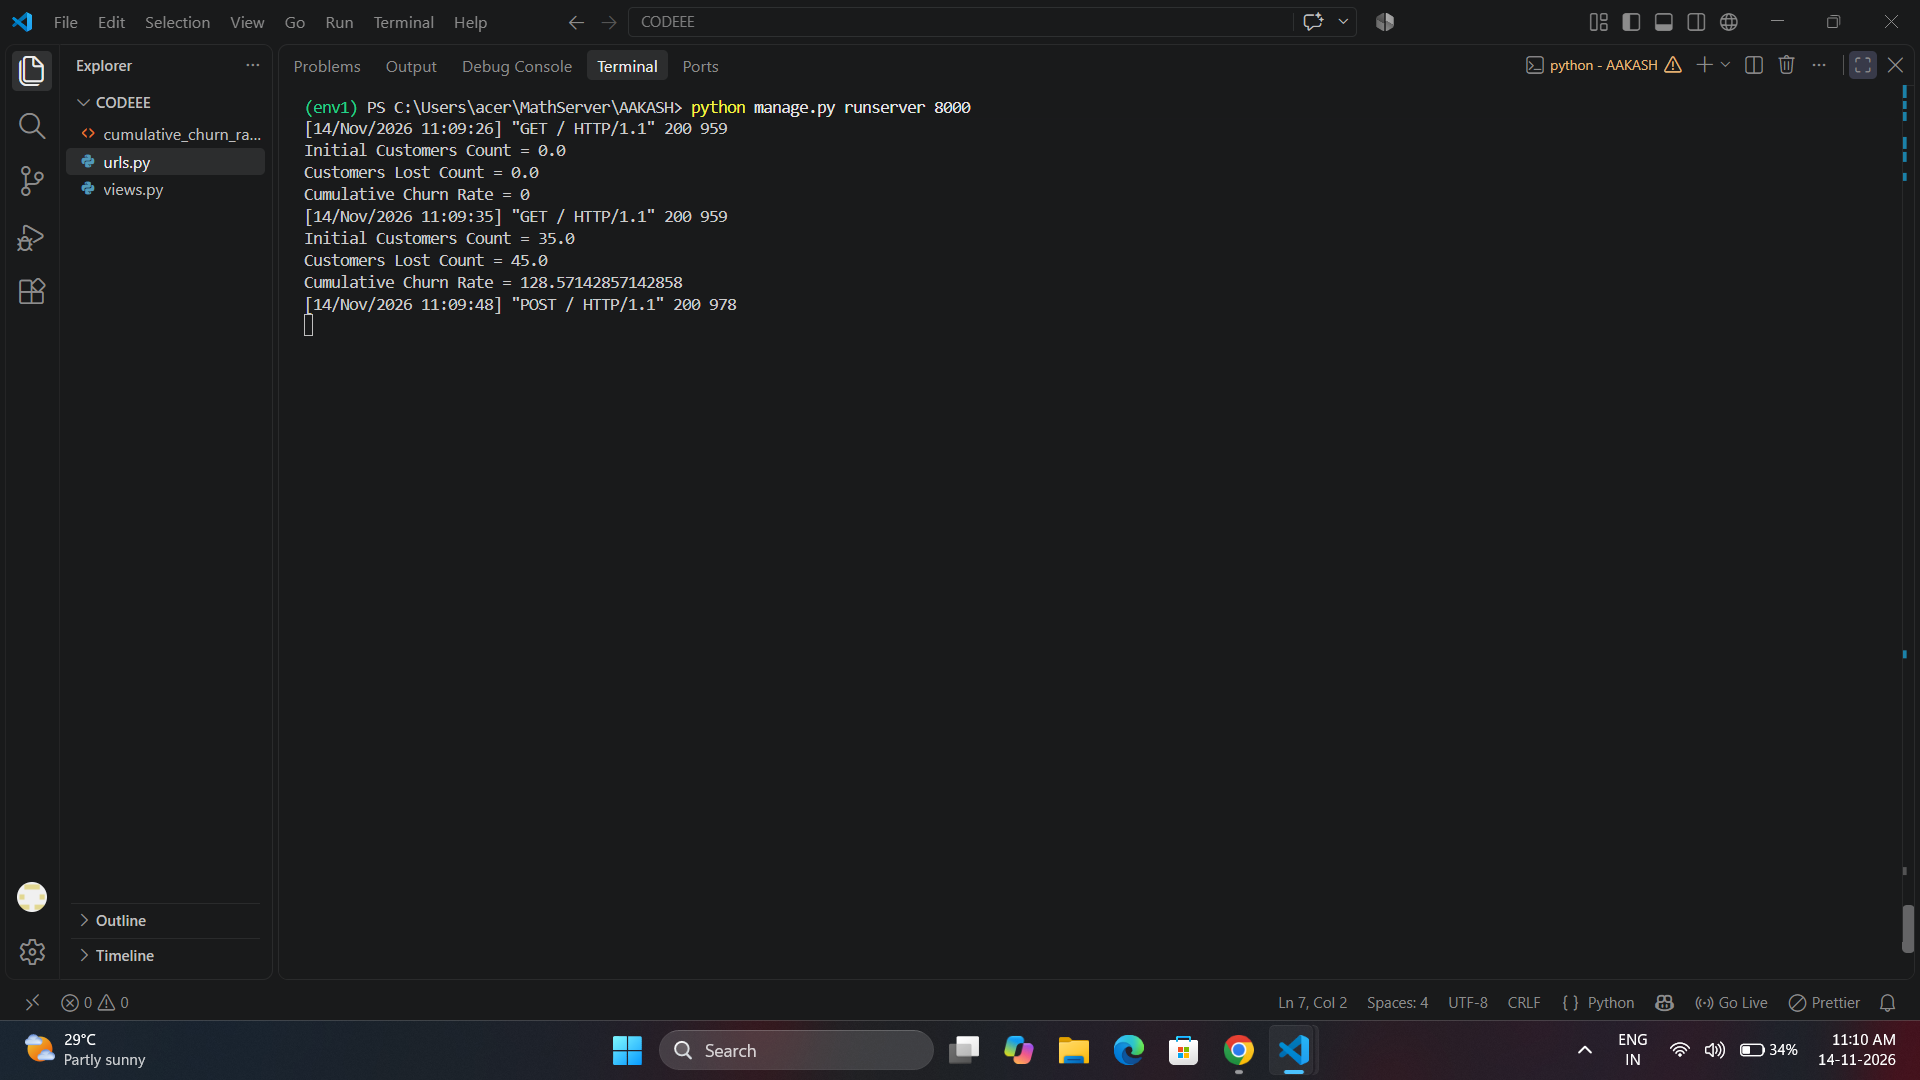 File Edit Selection View Go Run Terminal Help
CODEEE
Explorer
CODEEE
cumulative_churn_ra...
urls.py
views.py
Outline
Timeline
Problems Output Debug Console Terminal Ports
python - AAKASH
(env1) PS C:\Users\acer\MathServer\AAKASH> python manage.py runserver 8000
[14/Nov/2026 11:09:26] "GET / HTTP/1.1" 200 959
Initial Customers Count = 0.0
Customers Lost Count = 0.0
Cumulative Churn Rate = 0
[14/Nov/2026 11:09:35] "GET / HTTP/1.1" 200 959
Initial Customers Count = 35.0
Customers Lost Count = 45.0
Cumulative Churn Rate = 128.57142857142858
[14/Nov/2026 11:09:48] "POST / HTTP/1.1" 200 978
0 0
Ln 7, Col 2 Spaces: 4 UTF-8 CRLF { } Python Go Live Prettier
29°C
Partly sunny
Search
ENG
IN
34%
11:10 AM
14-11-2026